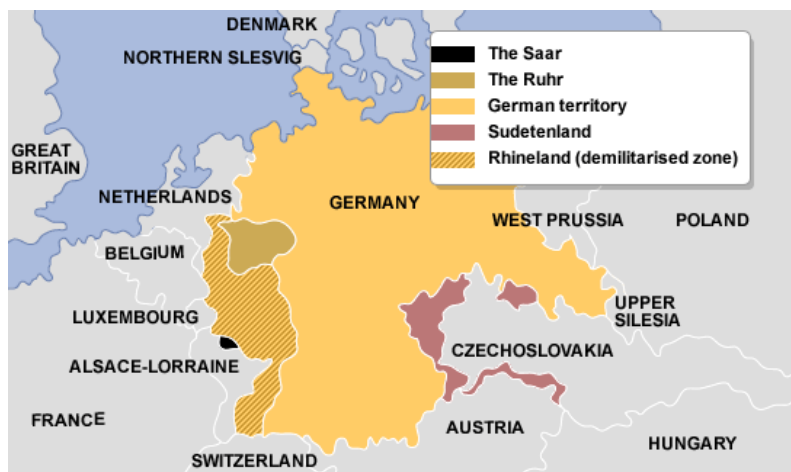 DENMARK
NORTHERN SLESVIG
The Saar
The Ruhr
German territory
Sudetenland
Rhineland (demilitarised zone)
GREAT
BRITAIN
NETHERLANDS
GERMANY
WEST PRUSSIA
POLAND
BELGIUM
LUXEMBOURG
UPPER
SILESIA
CZECHOSLOVAKIA
ALSACE-LORRAINE
FRANCE
AUSTRIA
HUNGARY
SWITZERLAND